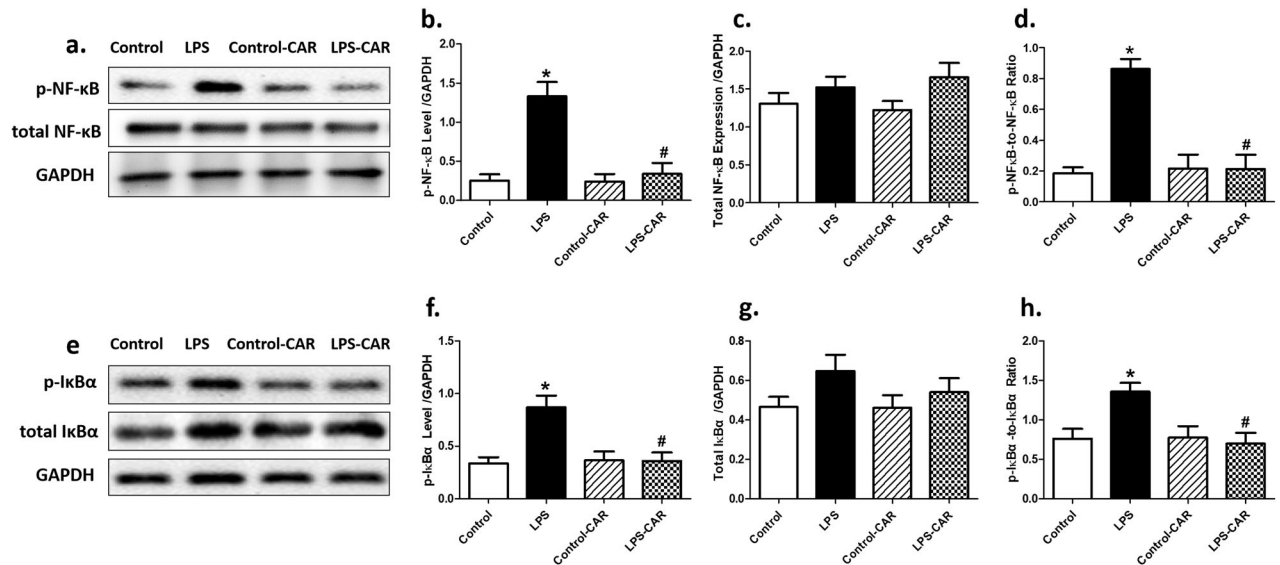 a.
Control LPS Control-CAR LPS-CAR
p-NF-κB
total NF-κB
GAPDH
b.
p-NF-κB Level /GAPDH
2.0
1.5
1.0
0.5
0.0
*
#
Control
LPS
Control-CAR
LPS-CAR
c.
Total NF-κB Expression /GAPDH
2.0
1.5
1.0
0.5
0.0
Control
LPS
Control-CAR
LPS-CAR
d.
p-NFκB-to-NF-κB Ratio
1.0
0.8
0.6
0.4
0.2
0.0
*
#
Control
LPS
Control-CAR
LPS-CAR
e
Control LPS Control-CAR LPS-CAR
p-IκBα
total IκBα
GAPDH
f.
p-IκBα Level /GAPDH
1.5
1.0
0.5
0.0
*
#
Control
LPS
Control-CAR
LPS-CAR
g.
Total IκBα /GAPDH
0.8
0.6
0.4
0.2
0.0
Control
LPS
Control-CAR
LPS-CAR
h.
p-IκBα -to-IκBα Ratio
2.0
1.5
1.0
0.5
0.0
*
#
Control
LPS
Control-CAR
LPS-CAR